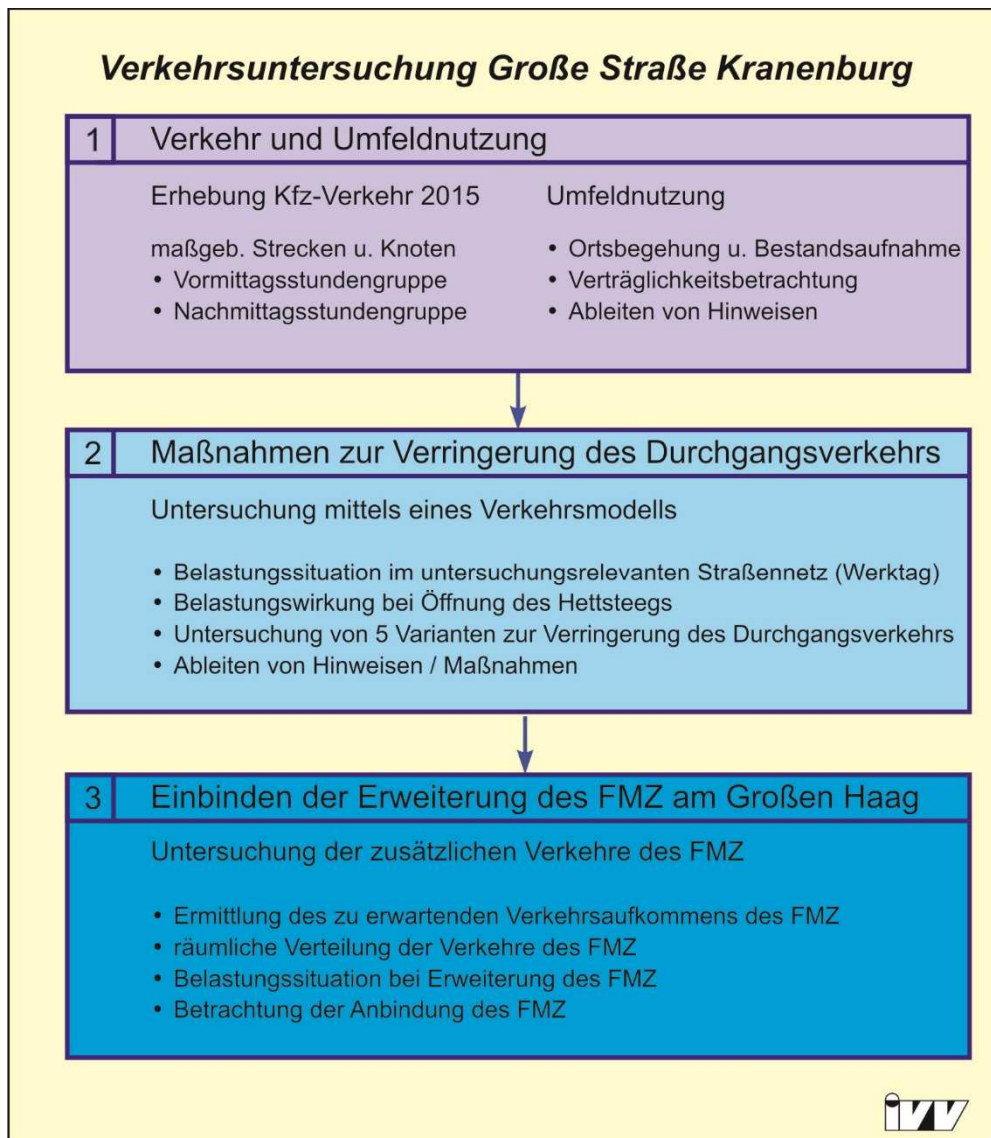 Verkehrsuntersuchung Große Straße Kranenburg
1 Verkehr und Umfeldnutzung
Erhebung Kfz-Verkehr 2015
maßgeb. Strecken u. Knoten
• Vormittagsstundengruppe
• Nachmittagsstundengruppe
Umfeldnutzung
• Ortsbegehung u. Bestandsaufnahme
• Verträglichkeitsbetrachtung
• Ableiten von Hinweisen
2 Maßnahmen zur Verringerung des Durchgangsverkehrs
Untersuchung mittels eines Verkehrsmodells
• Belastungssituation im untersuchungsrelevanten Straßennetz (Werktag)
• Belastungswirkung bei Öffnung des Hettsteegs
• Untersuchung von 5 Varianten zur Verringerung des Durchgangsverkehrs
• Ableiten von Hinweisen / Maßnahmen
3 Einbinden der Erweiterung des FMZ am Großen Haag
Untersuchung der zusätzlichen Verkehre des FMZ
• Ermittlung des zu erwartenden Verkehrsaufkommens des FMZ
• räumliche Verteilung der Verkehre des FMZ
• Belastungssituation bei Erweiterung des FMZ
• Betrachtung der Anbindung des FMZ
ivv